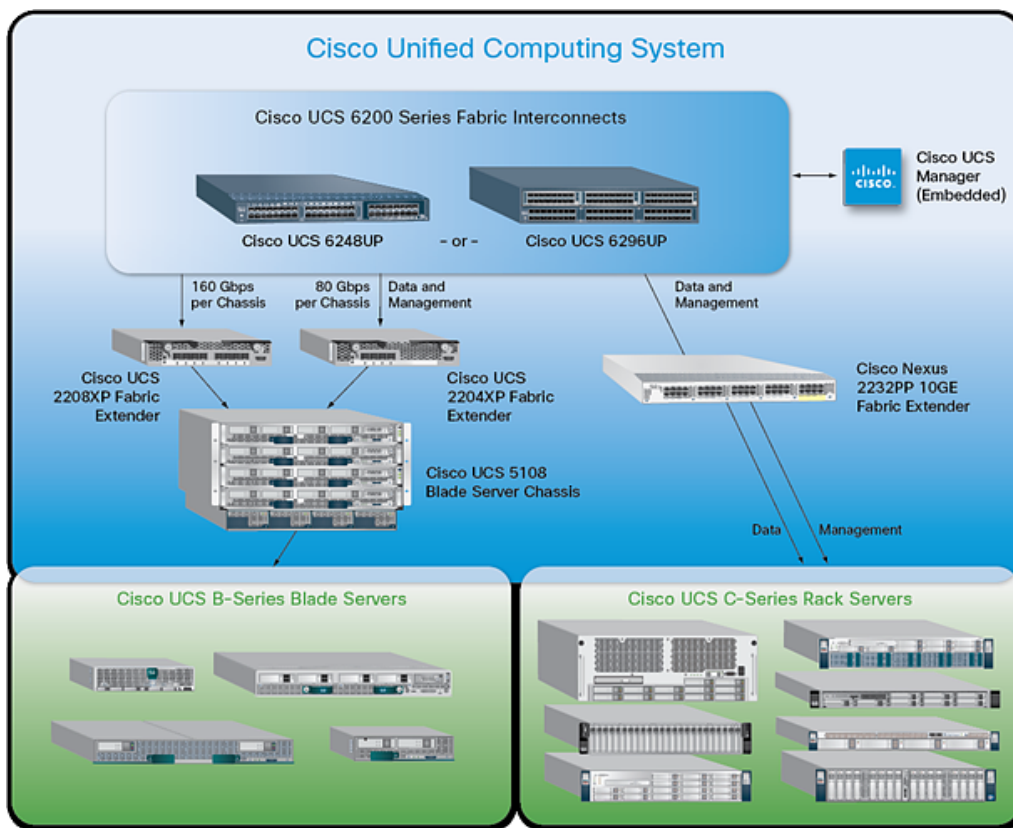 Cisco Unified Computing System
Cisco UCS 6200 Series Fabric Interconnects
Cisco UCS 6248UP
- or -
Cisco UCS 6296UP
Cisco UCS
Manager
(Embedded)
CISCO.
160 Gbps
per Chassis
80 Gbps
per Chassis
Data and
Management
Data and
Management
Cisco UCS
2208XP Fabric
Extender
Cisco UCS
2204XP Fabric
Extender
Cisco Nexus
2232PP 10GE
Fabric Extender
Cisco UCS 5108
Blade Server Chassis
Data
Management
Cisco UCS B-Series Blade Servers
Cisco UCS C-Series Rack Servers